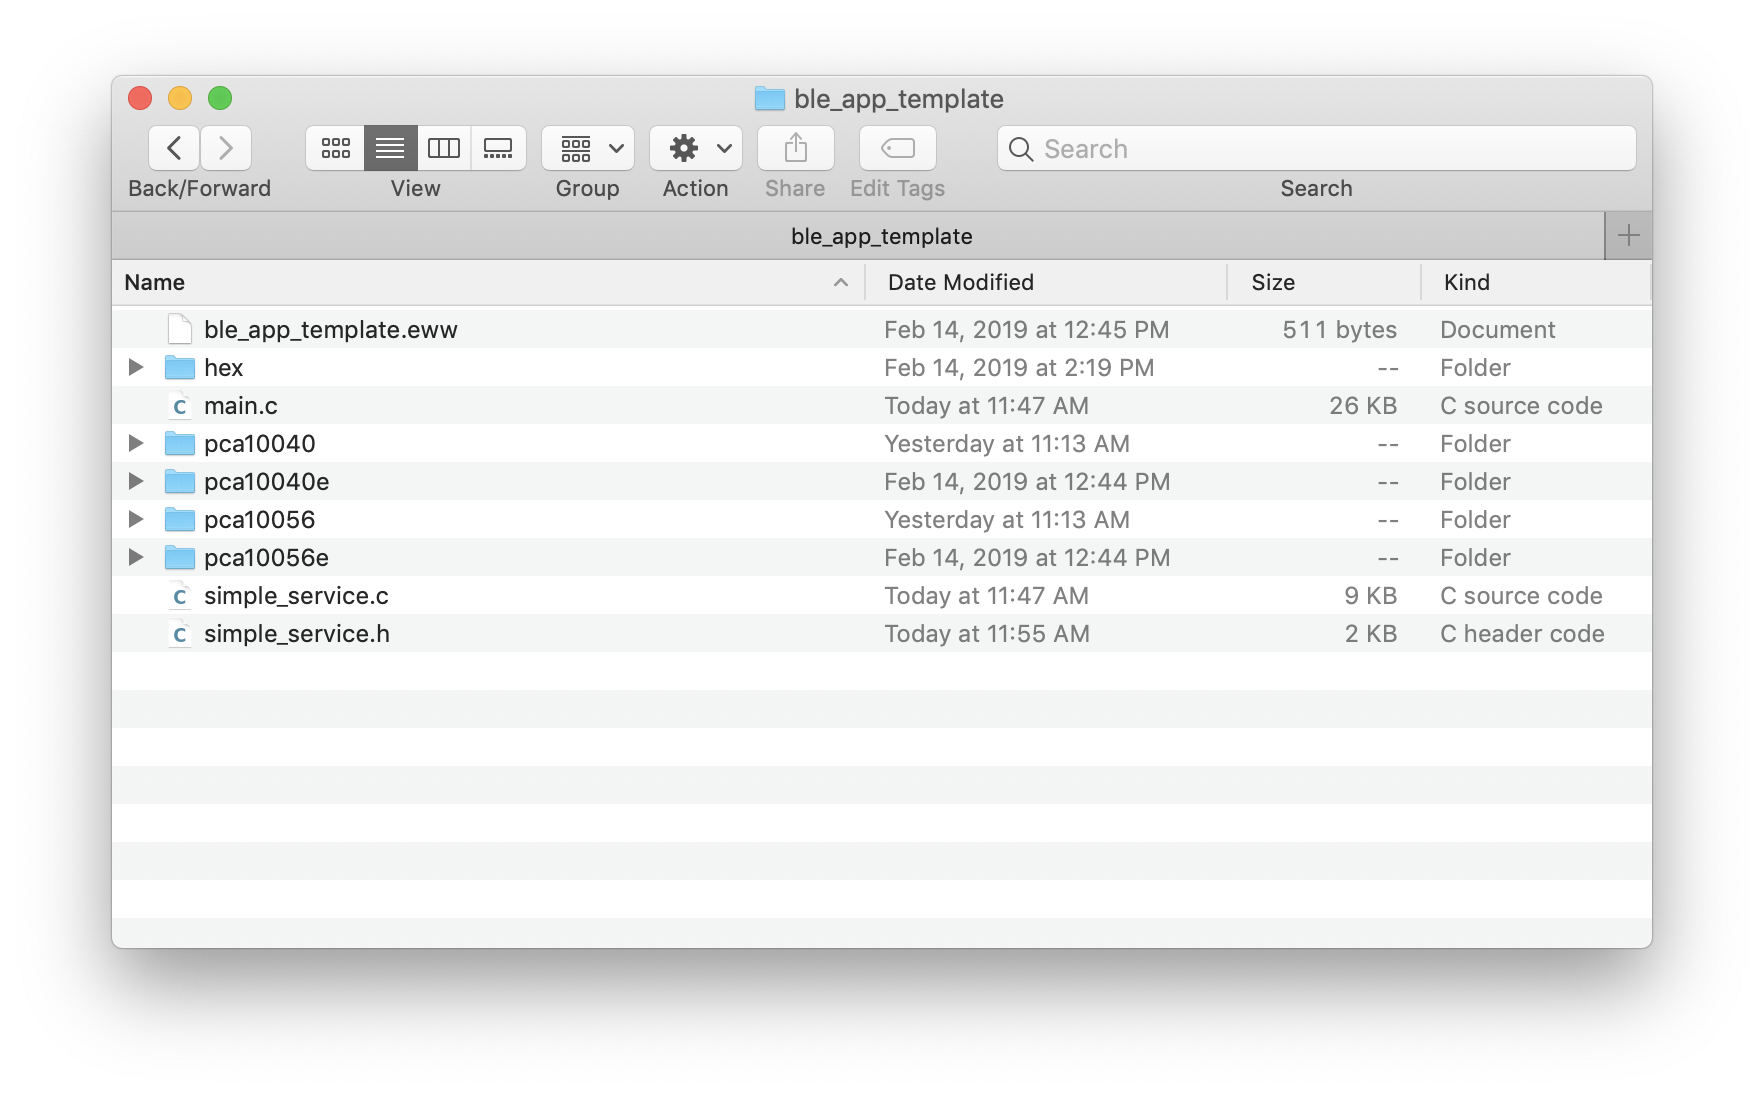 ble_app_template
Search
Back/Forward View Group Action Share Edit Tags Search
ble_app_template
Name Date Modified Size Kind
ble_app_template.eww Feb 14, 2019 at 12:45 PM 511 bytes Document
hex Feb 14, 2019 at 2:19 PM -- Folder
C main.c Today at 11:47 AM 26 KB C source code
pca10040 Yesterday at 11:13 AM -- Folder
pca10040e Feb 14, 2019 at 12:44 PM -- Folder
pca10056 Yesterday at 11:13 AM -- Folder
pca10056e Feb 14, 2019 at 12:44 PM -- Folder
C simple_service.c Today at 11:47 AM 9 KB C source code
C simple_service.h Today at 11:55 AM 2 KB C header code